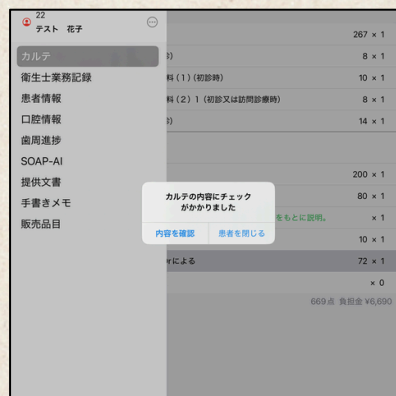 22
テスト 花子
カルテ
衛生士業務記録
患者情報
口腔情報
歯周進捗
SOAP-AI
提供文書
手書きメモ
販売品目
267 × 1
8 × 1
料(1)(初診時) 10 × 1
料(2)1(初診又は訪問診療時) 8 × 1
14 × 1
200 × 1
80 × 1
をもとに説明。 × 1
10 × 1
による 72 × 1
× 0
669点 負担金 ¥6,690
カルテの内容にチェック
がかかりました
内容を確認 患者を閉じる